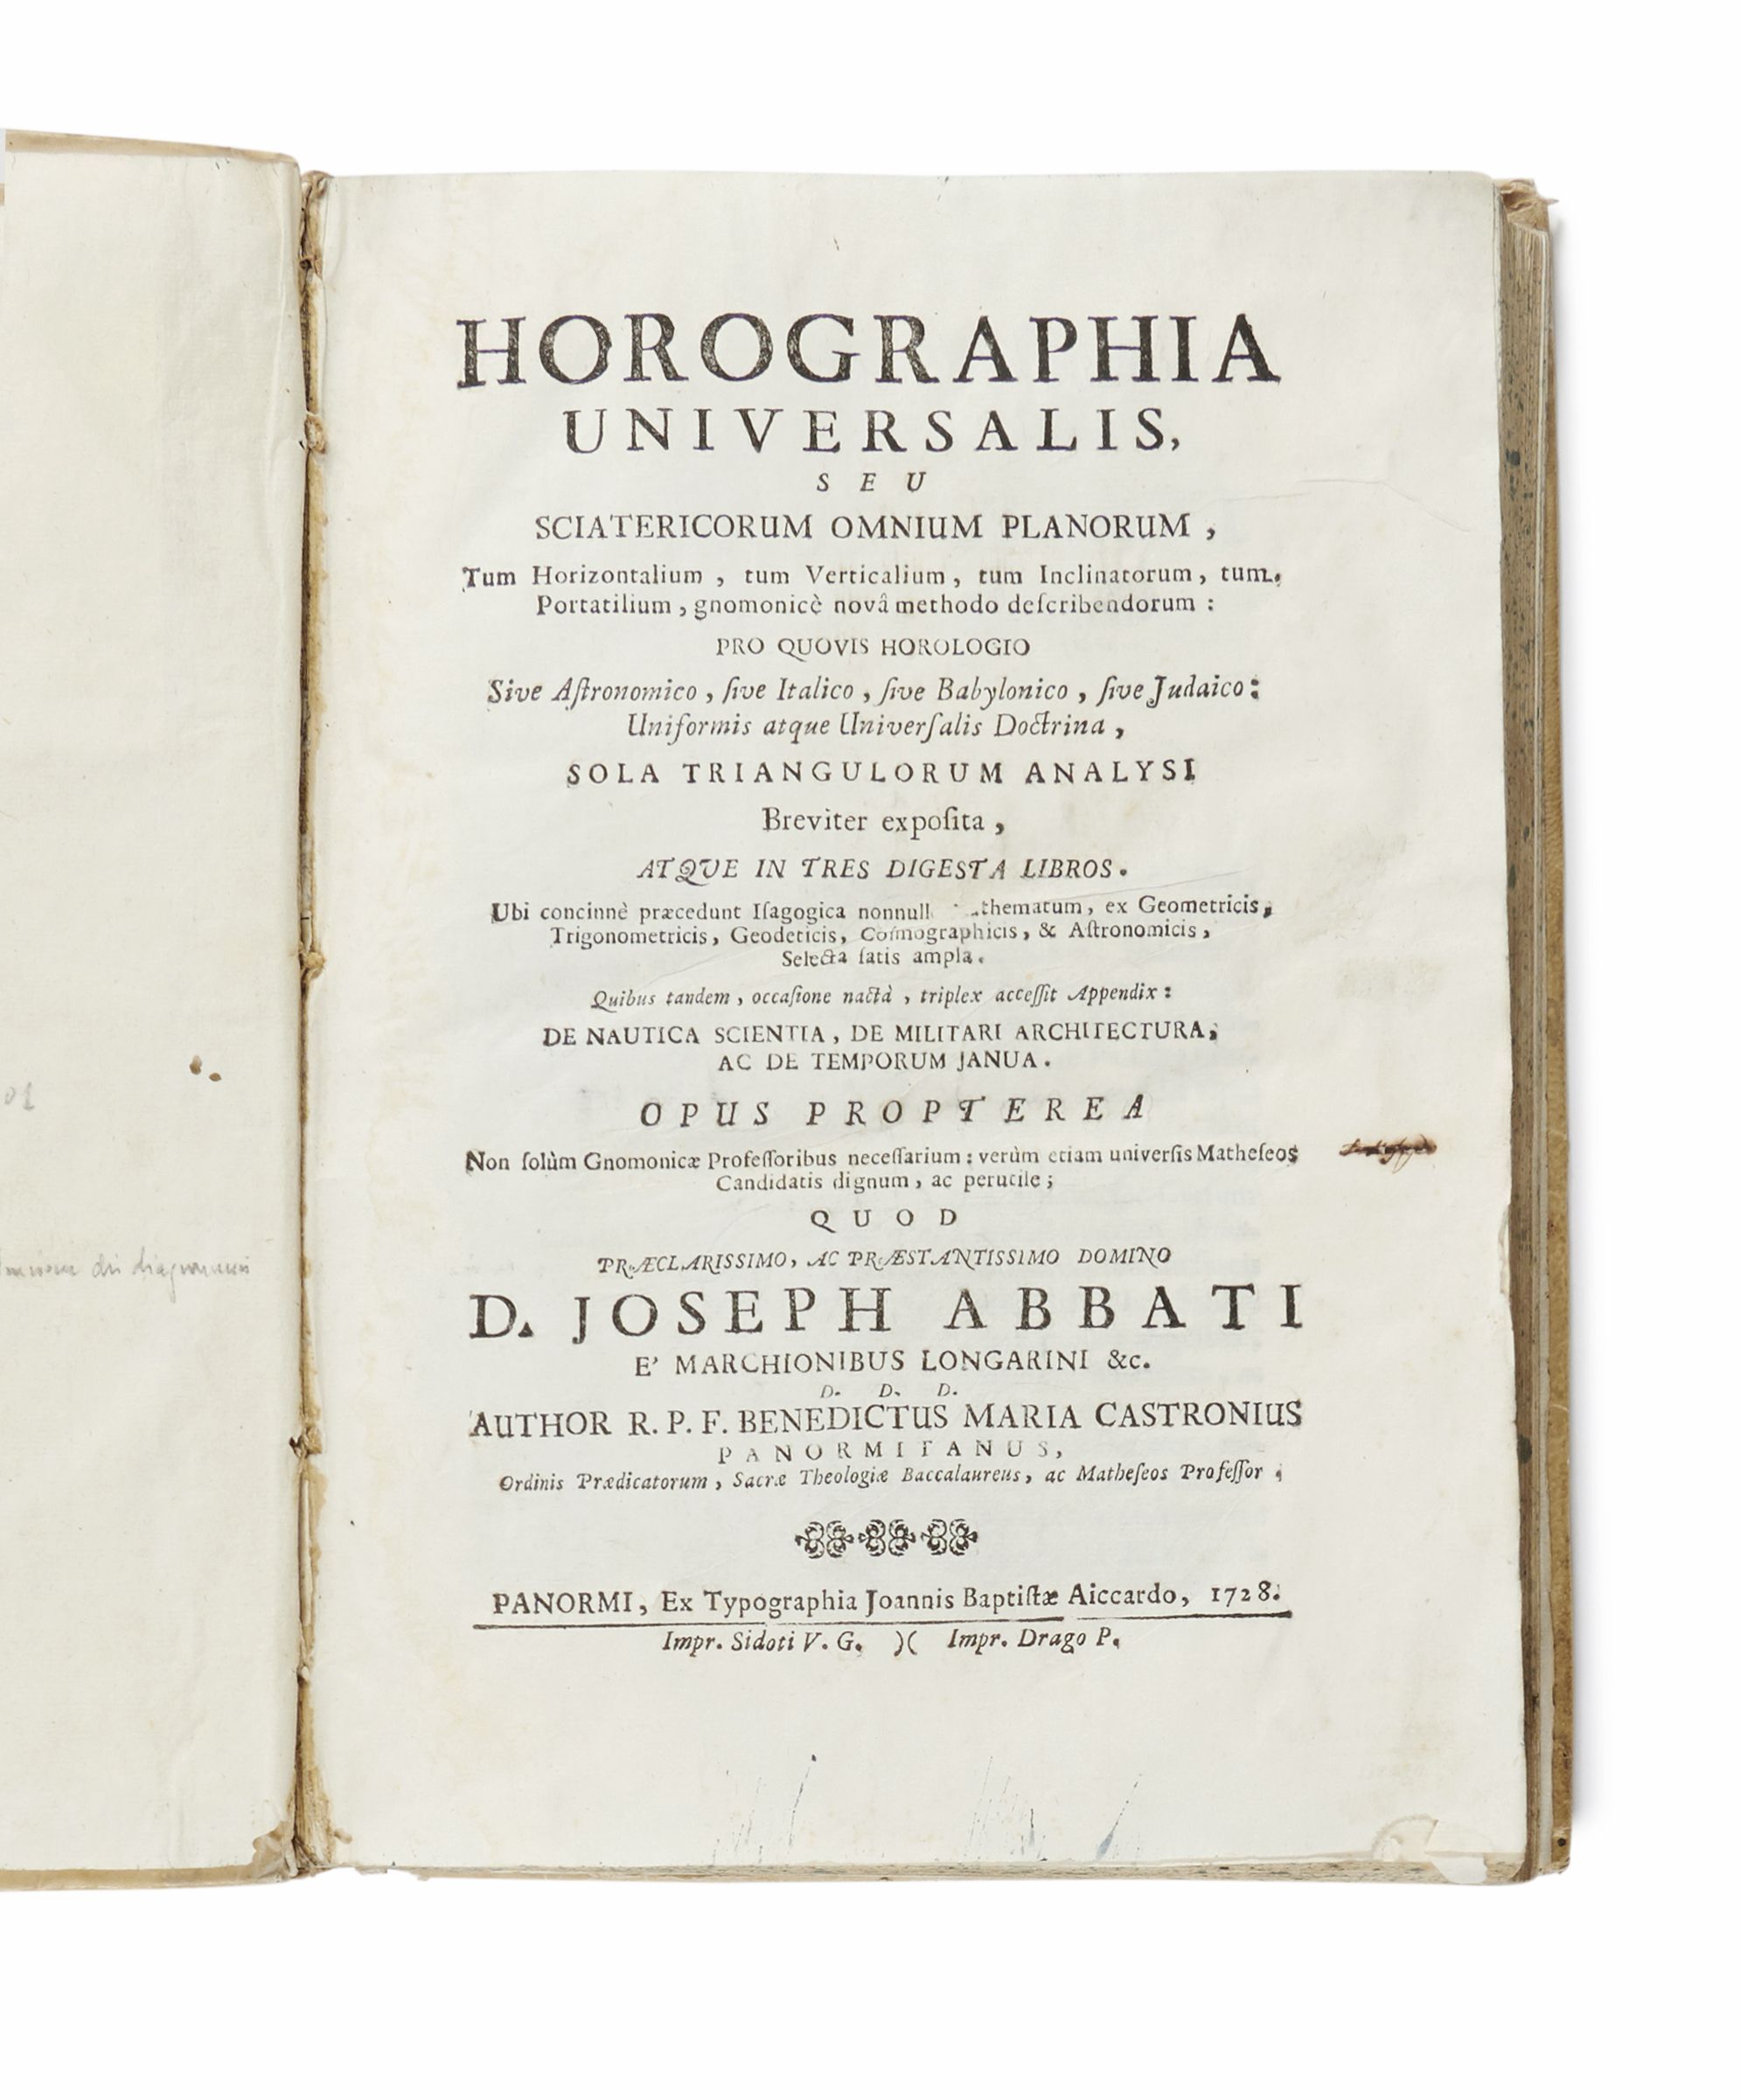 HOROGRAPHIA
UNIVERSALIS,
SEU
SCIATERICORUM OMNIUM PLANORUM,
Tum Horizontalium, tum Verticalium, tum Inclinatorum, tum
Portatilium, gnomonicè novâ methodo deſcribendorum:
PRO QUOVIS HOROLOGIO
Sive Aſtronomico, ſive Italico, ſive Babylonico, ſive Judaico:
Uniformis atque Univerſalis Doctrina,
SOLA TRIANGULORUM ANALYSI
Breviter expoſita,
ATQVE IN TRES DIGESTA LIBROS.
Ubi concinnè præcedunt Iſagogica ex Geometricis,
Trigonometricis, Geodeticis, Coſmographicis, & Aſtronomicis,
Selecta ſatis ampla.
Quibus tandem, occaſione nactà, triplex acceſſit Appendix:
DE NAUTICA SCIENTIA, DE MILITARI ARCHITECTURA,
AC DE TEMPORUM JANUA.
OPUS PROPTEREA
Non ſolùm Gnomonicæ Profeſſoribus neceſſarium: verùm etiam univerſis Matheſeos
Candidatis dignum, ac perutile;
QUOD
PRÆCLARISSIMO, AC PRÆSTANTISSIMO DOMINO
D. JOSEPH ABBATI
E' MARCHIONIBUS LONGARINI &c.
D. D. D.
AUTHOR R. P. F. BENEDICTUS MARIA CASTRONIUS
PANORMITANUS,
Ordinis Prædicatorum, Sacræ Theologiæ Baccalaureus, ac Matheſeos Profeſſor.
PANORMI, Ex Typographia Joannis Baptiſtæ Aiccardo, 1728.
Impr. Sidoti V. G. )( Impr. Drago P.